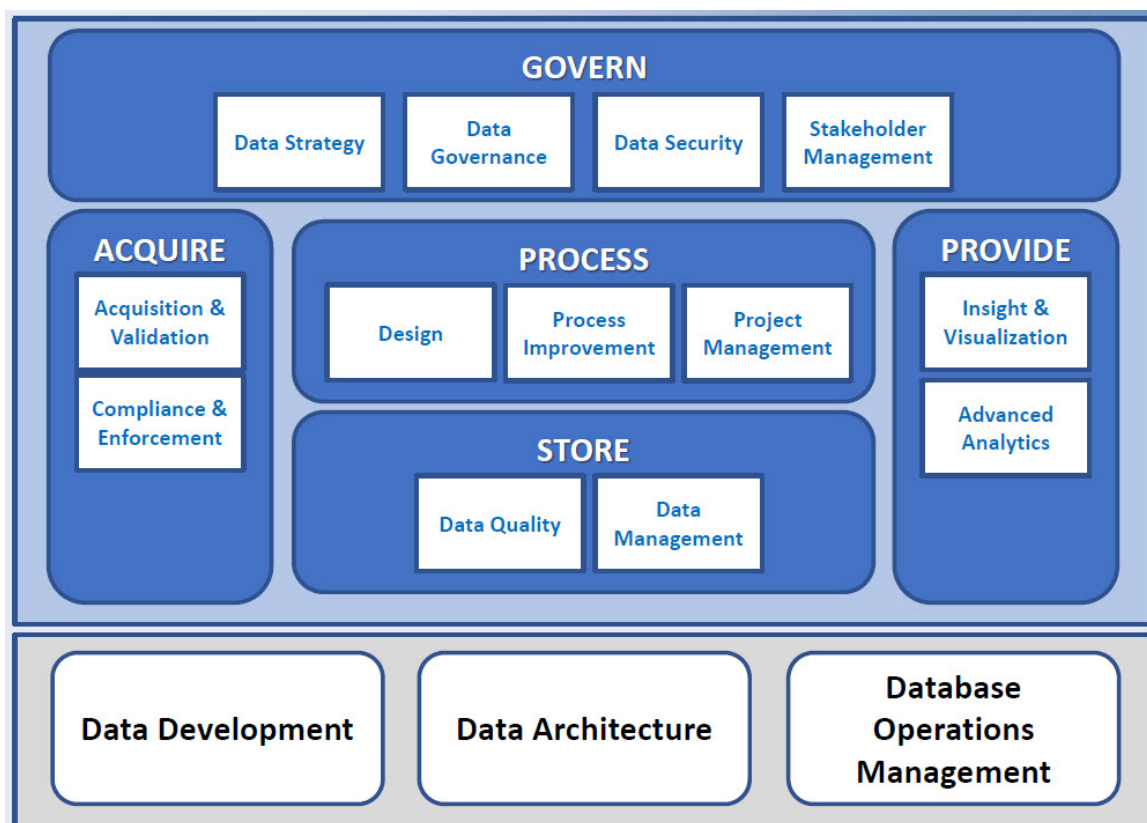 GOVERN
Data Strategy
Data
Governance
Data Security
Stakeholder
Management
ACQUIRE
Acquisition &
Validation
Compliance &
Enforcement
PROCESS
Design
Process
Improvement
Project
Management
STORE
Data Quality
Data
Management
PROVIDE
Insight &
Visualization
Advanced
Analytics
Data Development
Data Architecture
Database
Operations
Management